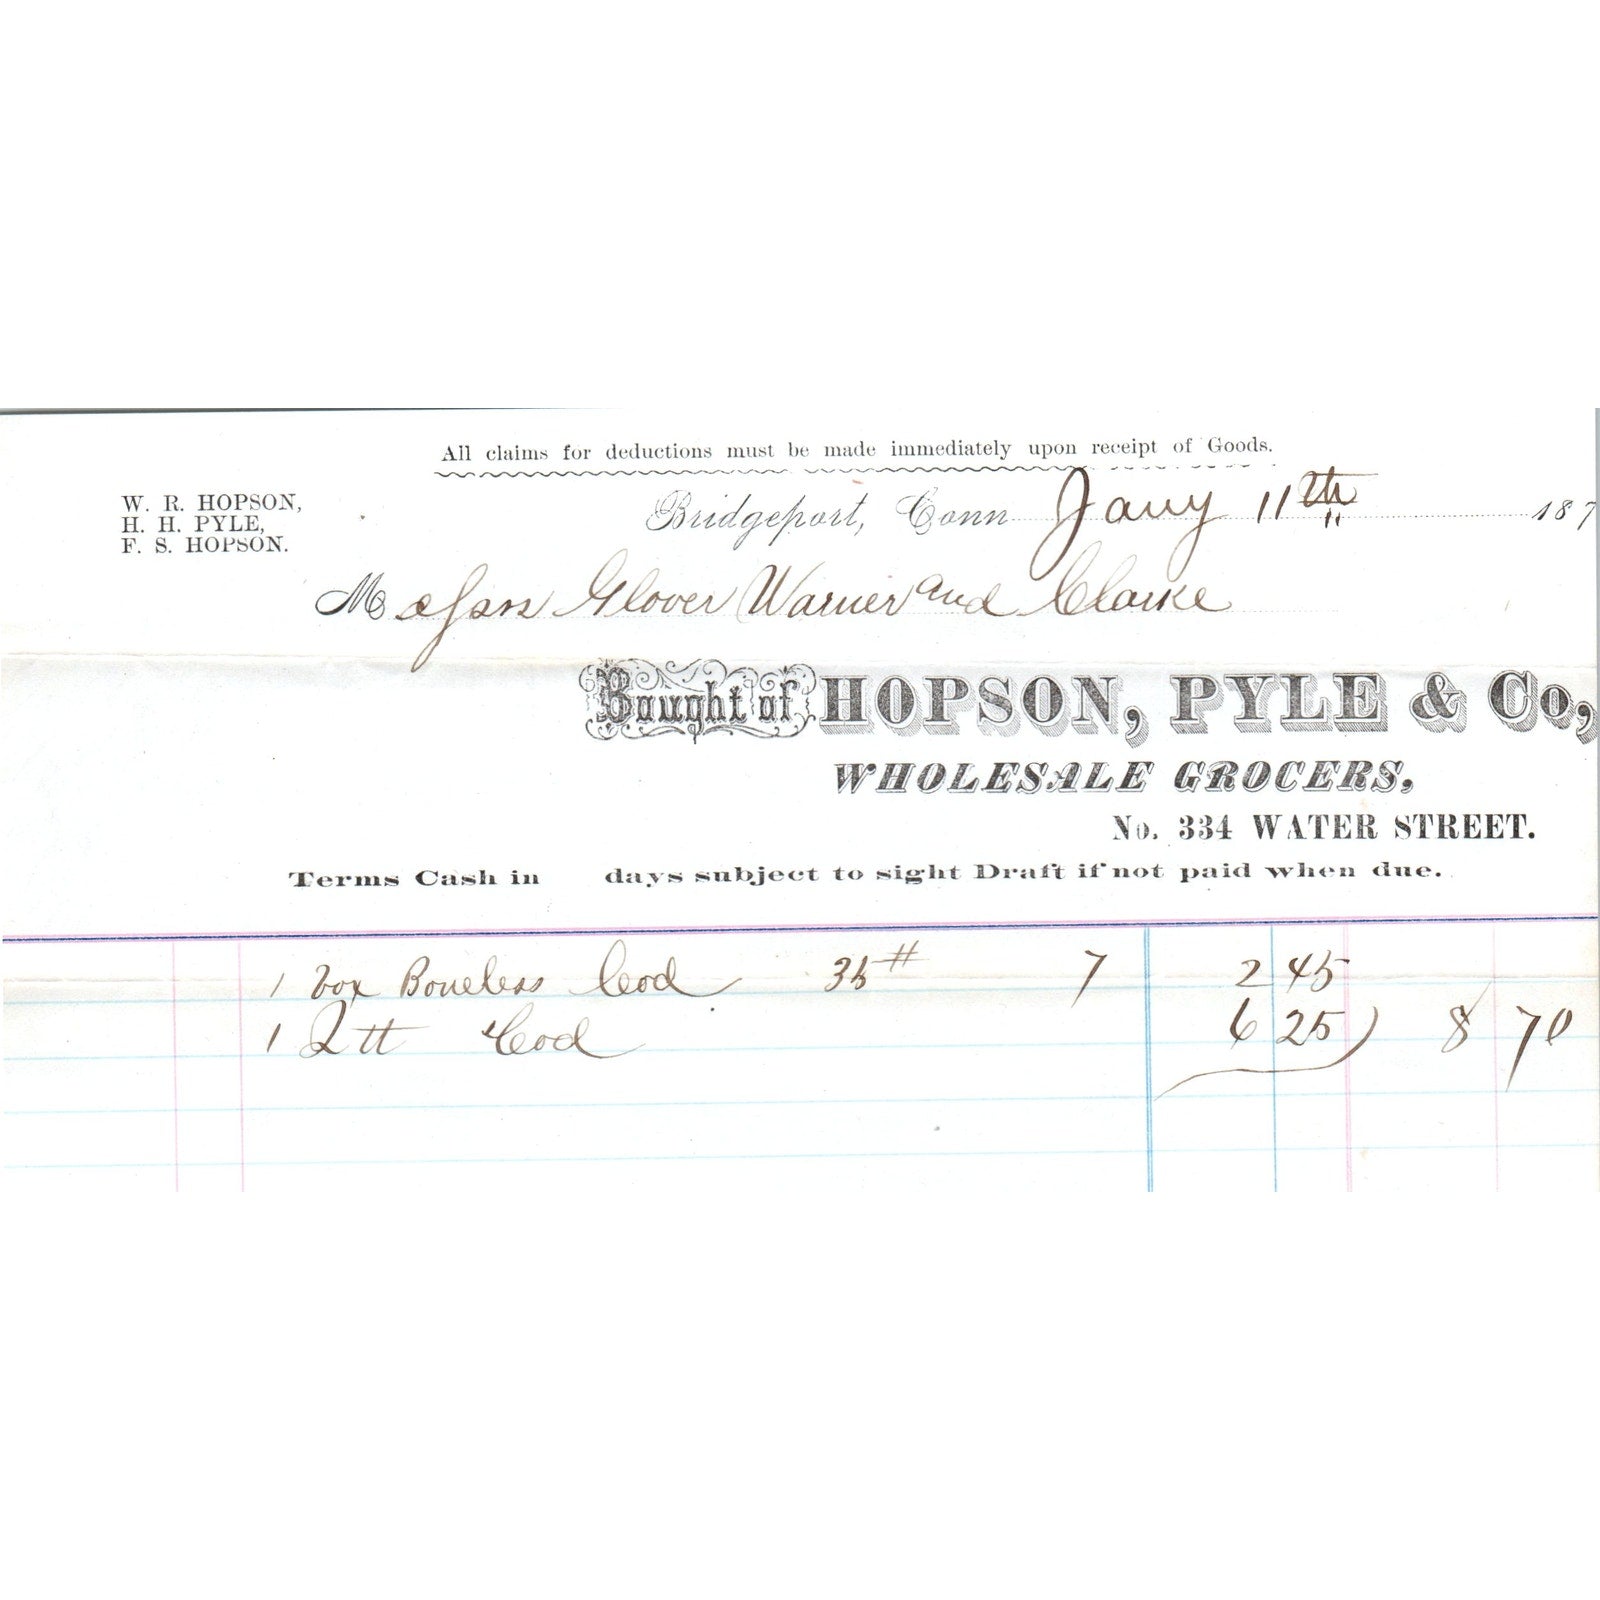 All claims for deductions must be made immediately upon receipt of Goods.
W. R. HOPSON,
H. H. PYLE,
F. S. HOPSON.
Bridgeport, Conn Jany 11th 187
Messrs Glover Warner and Clarke
Bought of HOPSON, PYLE & Co,
WHOLESALE GROCERS,
No. 334 WATER STREET.
Terms Cash in days subject to sight Draft if not paid when due.
1 box Boneless Cod 35# 7 2 45
1 Qtt Cod 6 25) 8 70